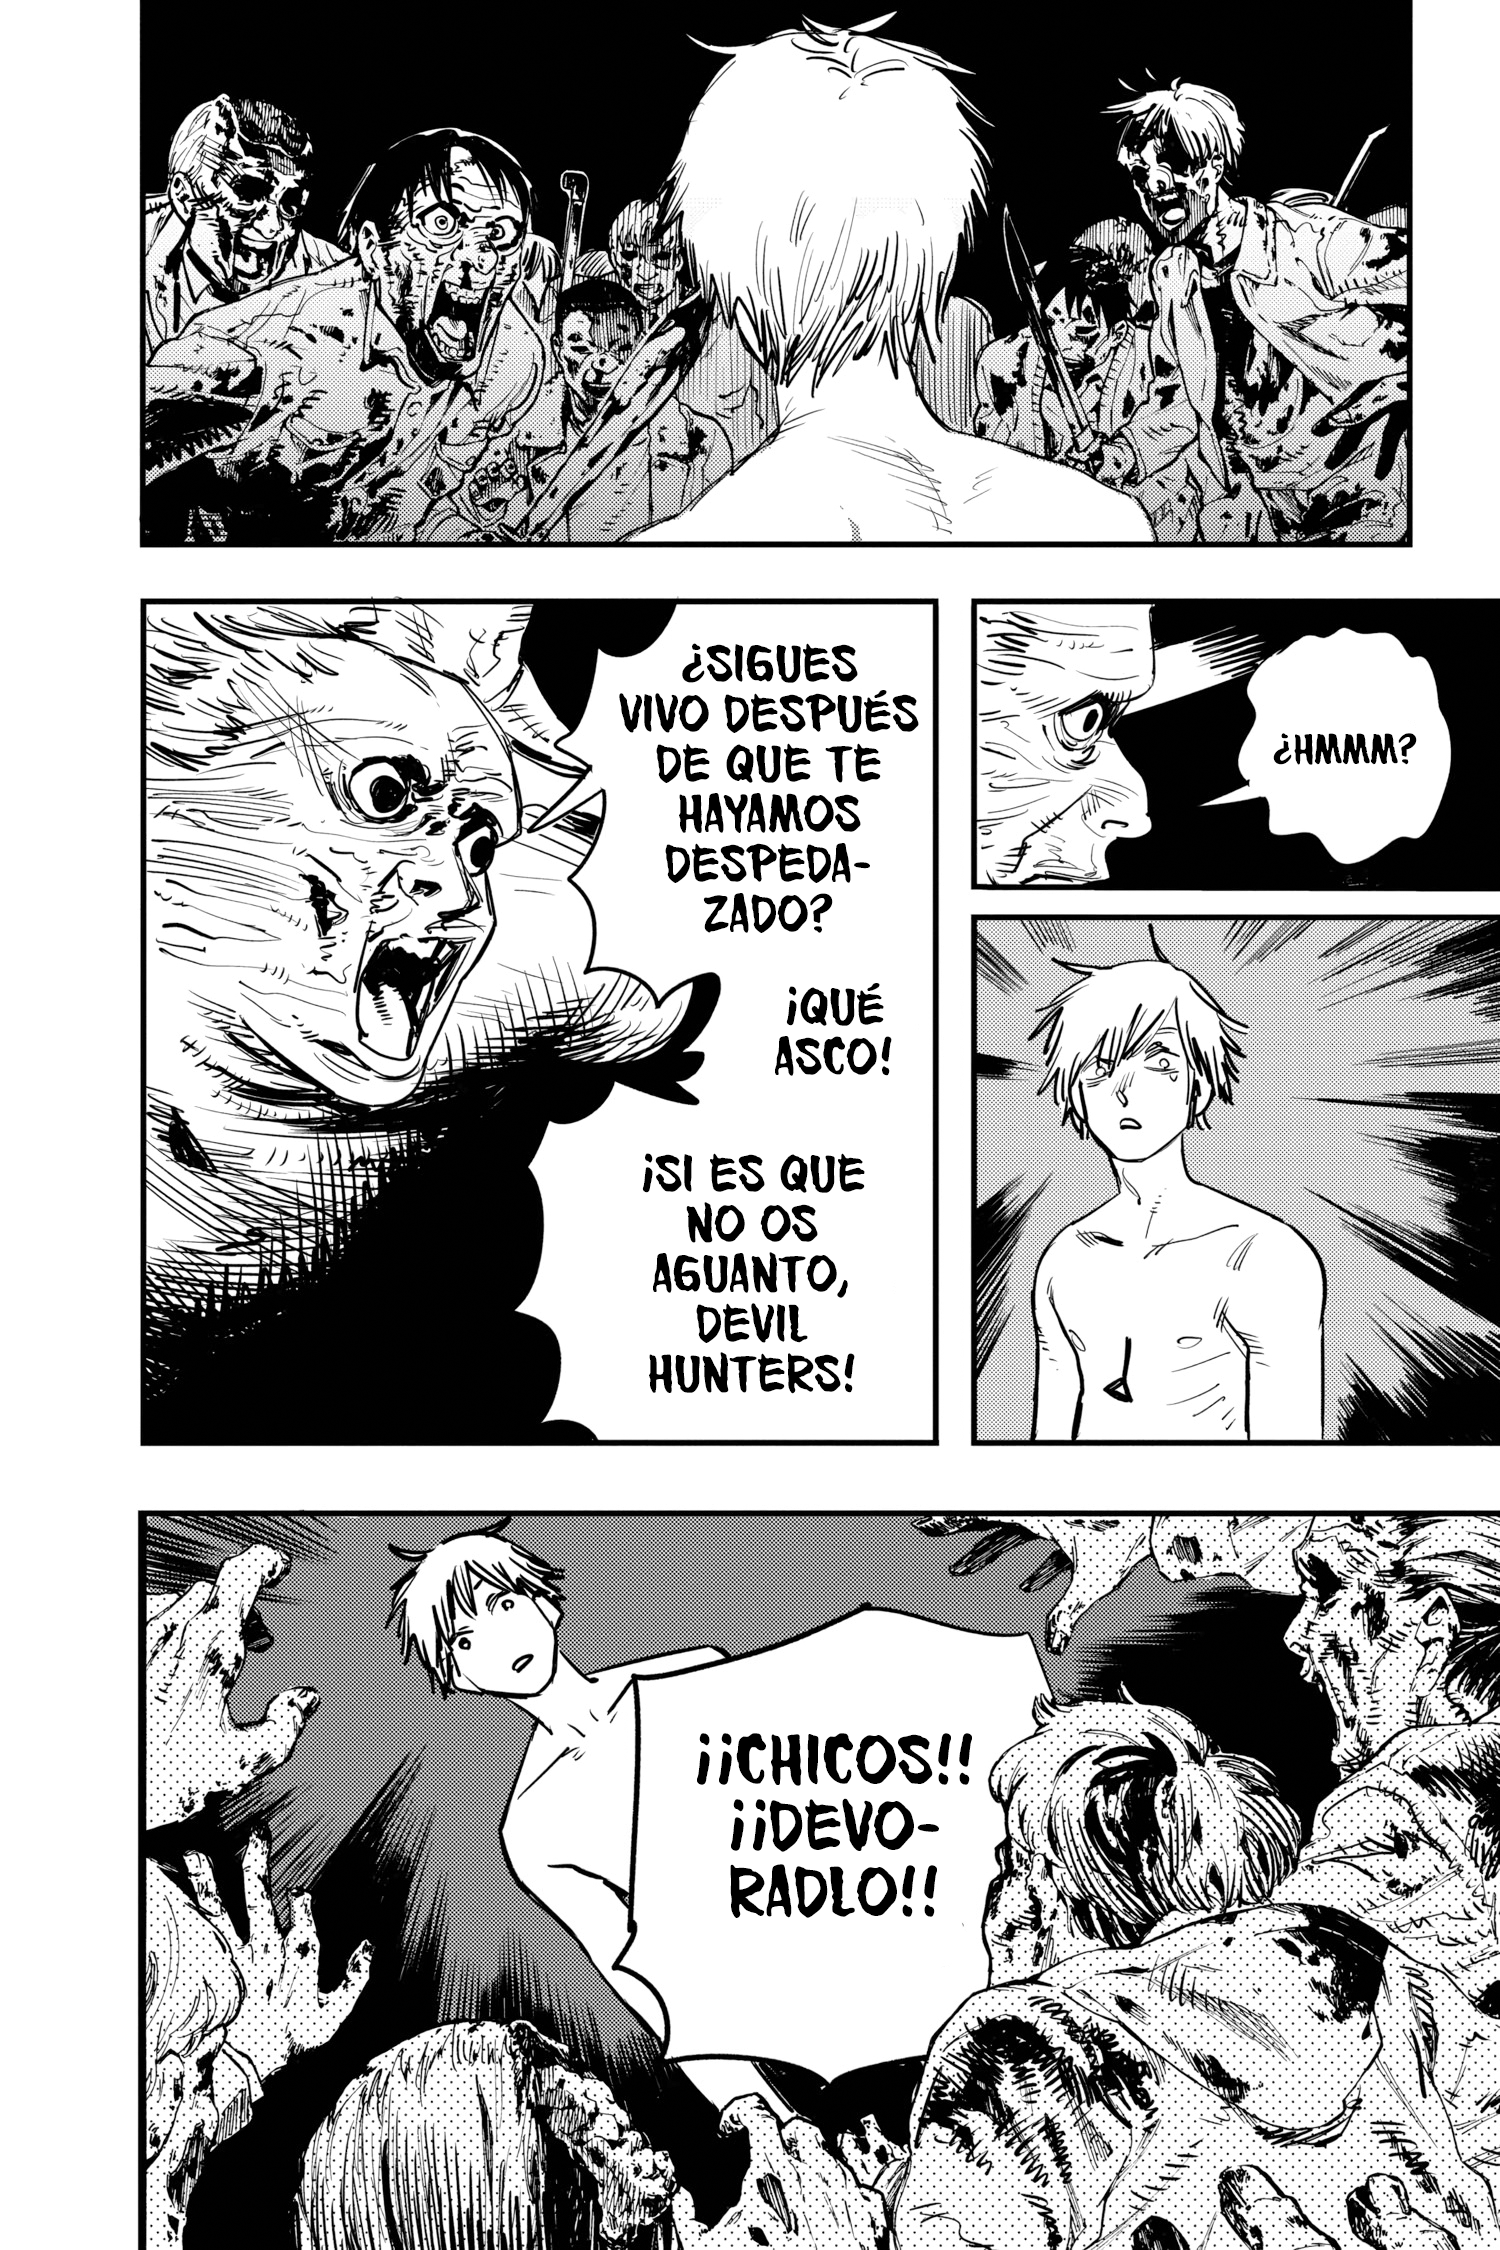 ¿HMMM?
¿SIGUES
VIVO DESPUÉS
DE QUE TE
HAYAMOS
DESPEDA-
ZADO?
¡QUÉ
ASCO!
¡SI ES QUE
NO OS
AGUANTO,
DEVIL
HUNTERS!
¡¡CHICOS!!
¡¡DEVO-
RADLO!!